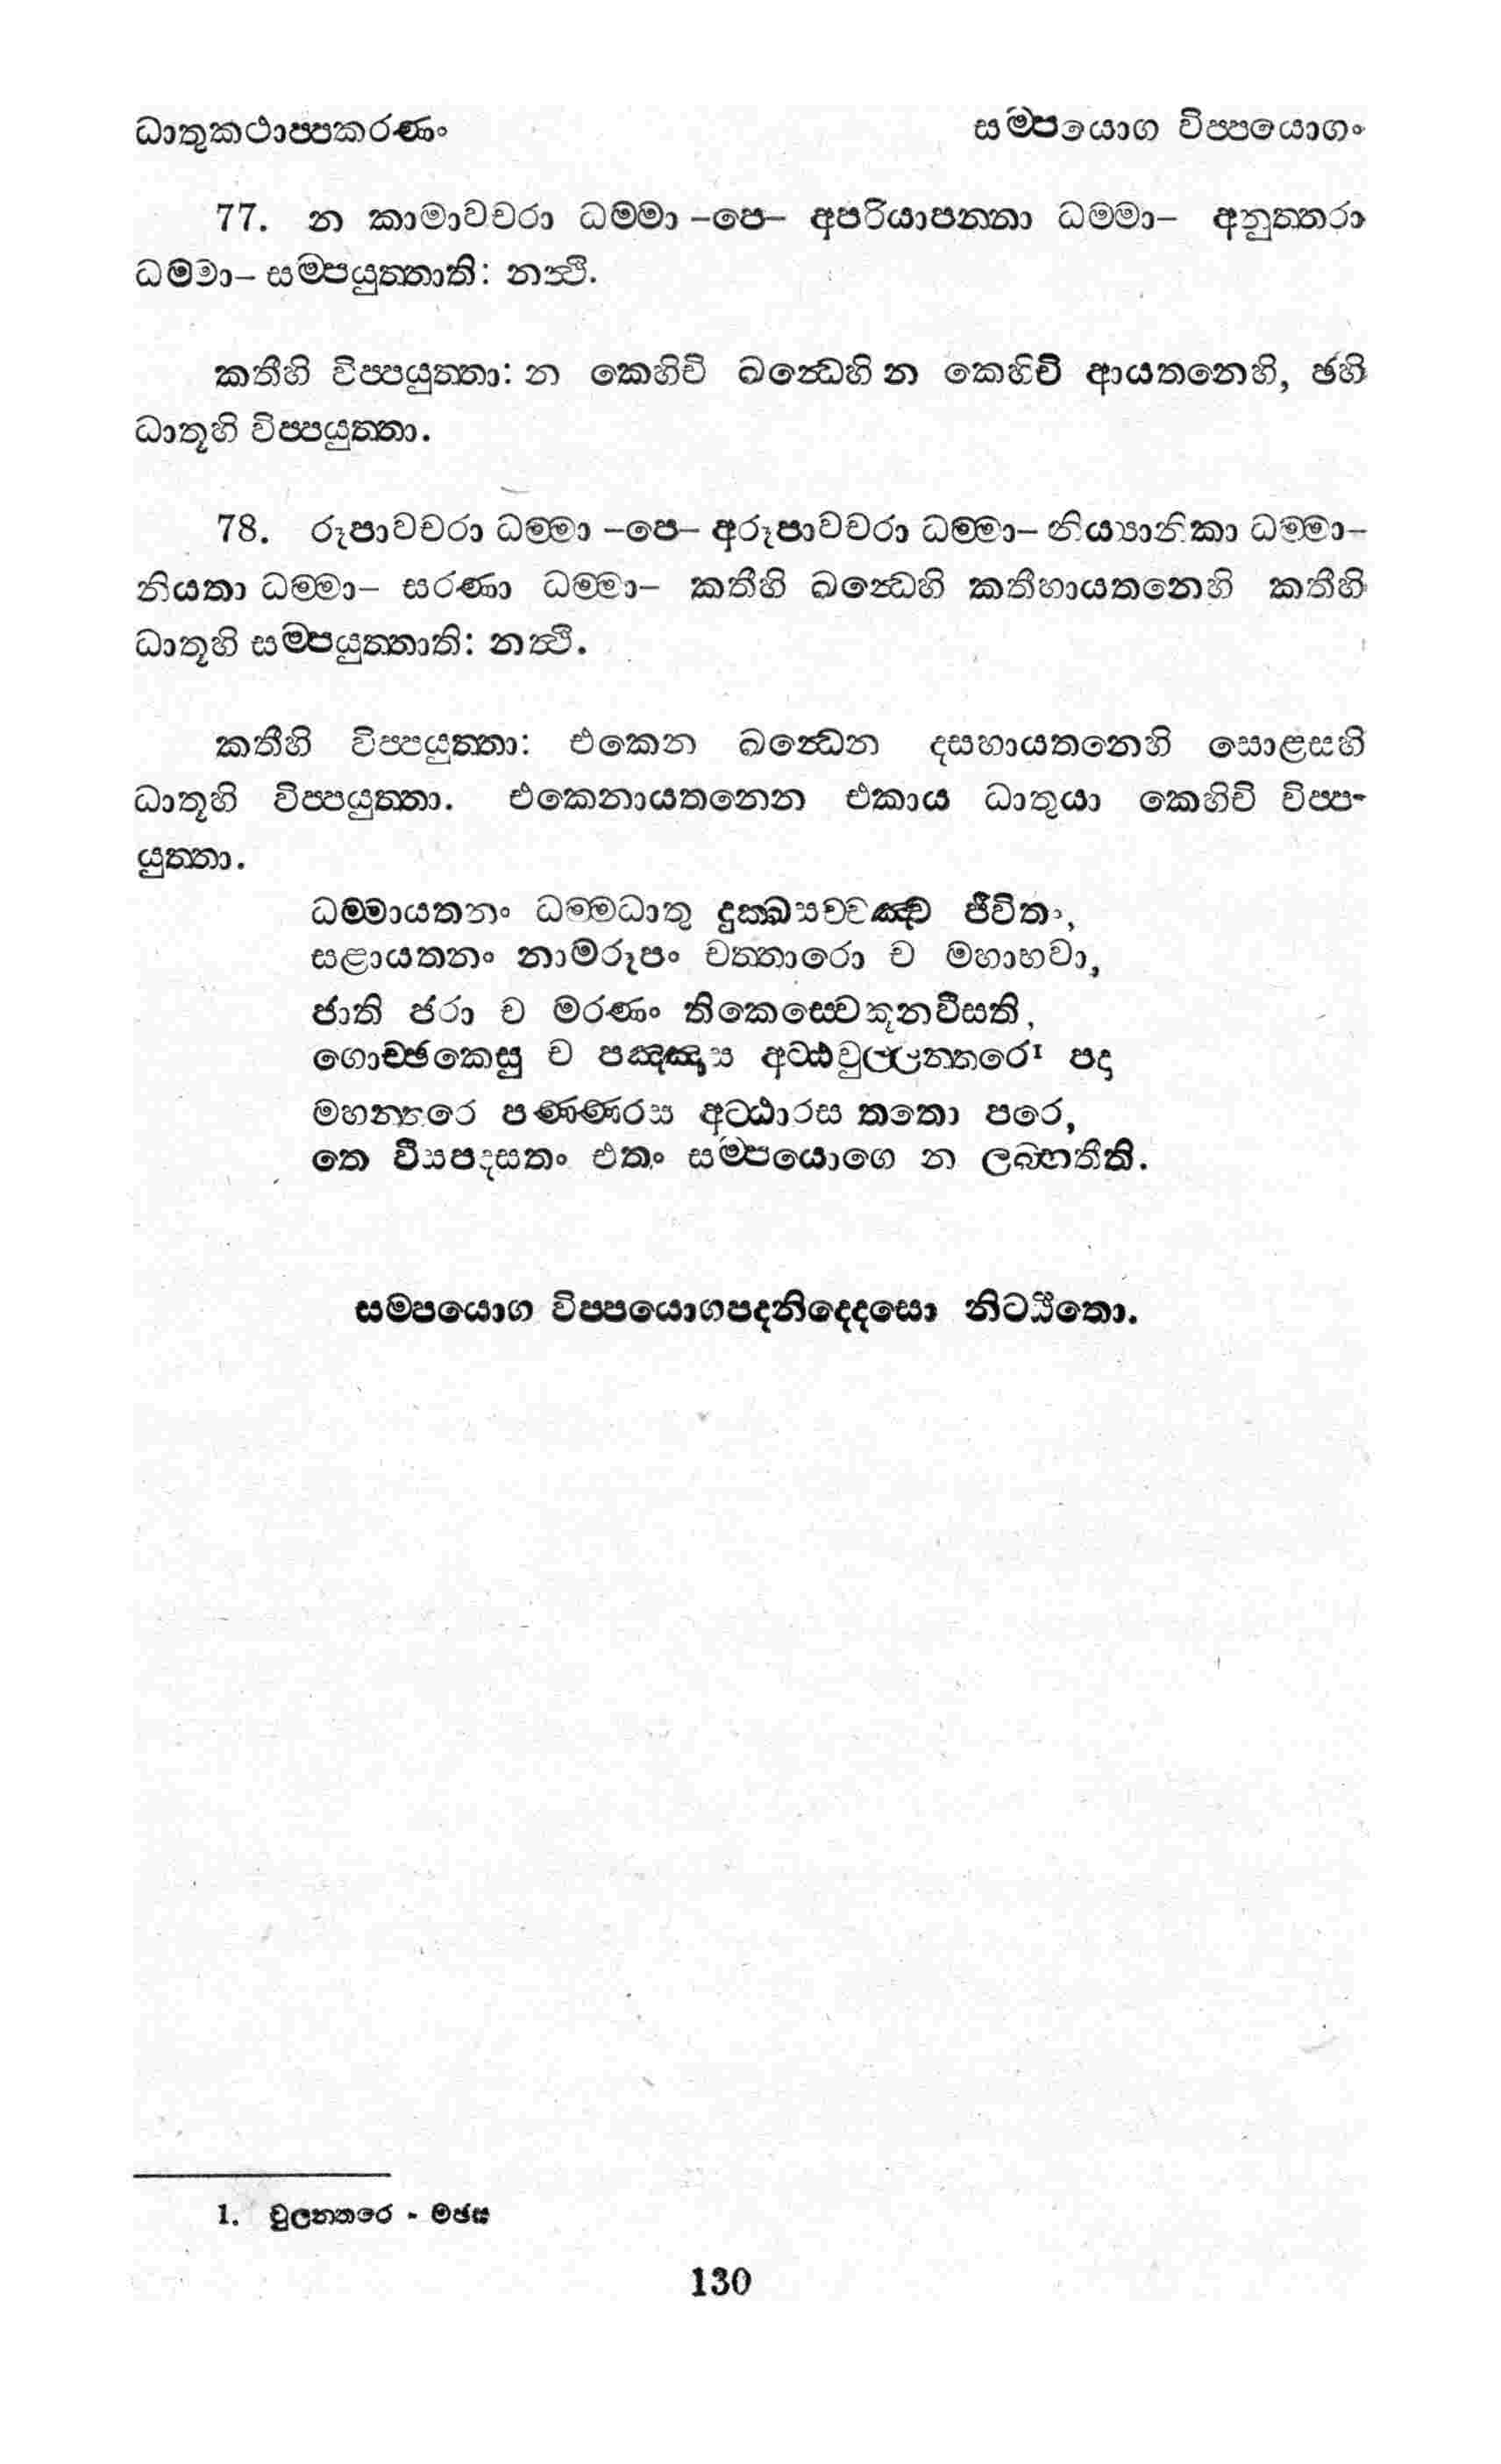 ධාතුකථාප්පකරණං සම්පයොග විප්පයොගං
77. න කාමාවචරා ධම්මා –පෙ– අපරියාපන්නා ධම්මා– අනුත්තරා
ධම්මා– සම්පයුත්තාති: නත්ථි.
කතීහි විප්පයුත්තා: න කෙහිචි ඛන්ධෙහි න කෙහිචි ආයතනෙහි, ඡහි
ධාතූහි විප්පයුත්තා.
78. රූපාවචරා ධම්මා –පෙ– අරූපාවචරා ධම්මා– නිය්‍යානිකා ධම්මා–
නියතා ධම්මා– සරණා ධම්මා– කතීහි ඛන්ධෙහි කතීහායතනෙහි කතීහි
ධාතූහි සම්පයුත්තාති: නත්ථි.
කතීහි විප්පයුත්තා: එකෙන ඛන්ධෙන දසහායතනෙහි සොළසහි
ධාතූහි විප්පයුත්තා. එකෙනායතනෙන එකාය ධාතුයා කෙහිචි විප්ප-
යුත්තා.
ධම්මායතනං ධම්මධාතු දුක්ඛසච්චඤ්ච ජීවිතං,
සළායතනං නාමරූපං චත්තාරො ච මහාභවා,
ජාති ජරා ච මරණං තිකෙස්වෙකූනවීසති,
ගොච්ඡකෙසු ච පඤ්ඤාස අට්ඨචුල්ලන්තරෙ1 පදා
මහන්තරෙ පණ්ණරස අට්ඨාරස තතො පරෙ,
තෙ වීසපදසතං එතං සම්පයොගෙ න ලබ්භතීති.
සම්පයොග විප්පයොගපදනිද්දෙසො නිට්ඨිතො.
1. චූලන්තරෙ - මඡසං
130